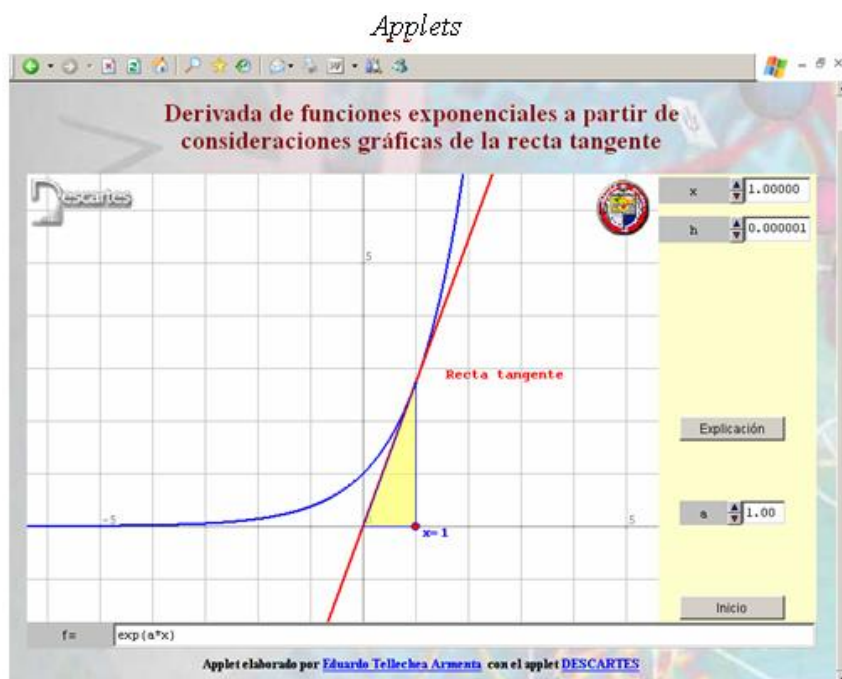 Applets
Derivada de funciones exponenciales a partir de
consideraciones gráficas de la recta tangente
Descartes
x 1.00000
h 0.000001
5
Recta tangente
Explicación
-5
5
x=1
a 1.00
Inicio
f= exp(a*x)
Applet elaborado por Eduardo Tellechea Armenta con el applet DESCARTES